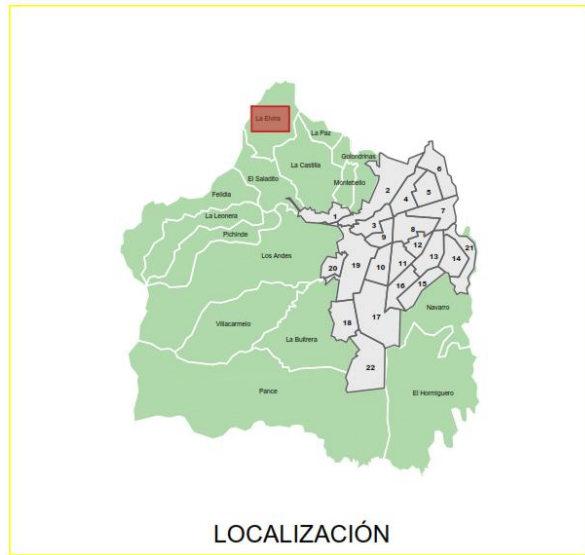 La Elvira
La Paz
Golondrinas
La Castilla
Montebello
El Saladito
Felidia
La Leonera
Pichinde
Los Andes
Villacarmelo
La Buitrera
Pance
Navarro
El Hormiguero
6
5
2
4
7
1
3
8
9
12
21
13
14
20
19
10
11
16
15
17
18
22
LOCALIZACIÓN